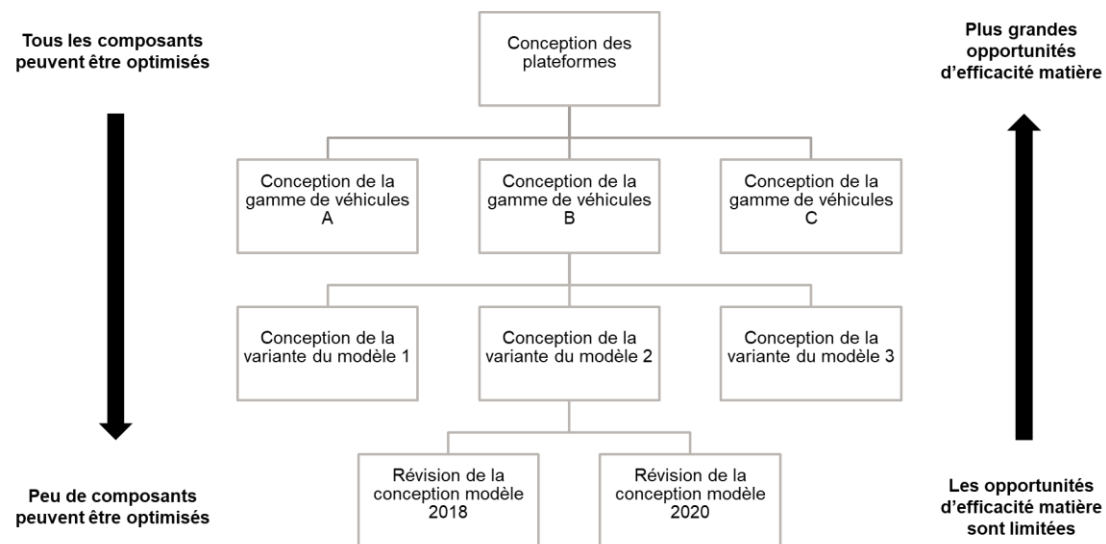 Tous les composants
peuvent être optimisés
Conception des
plateformes
Plus grandes
opportunités
d'efficacité matière
Conception de la
gamme de véhicules
A
Conception de la
gamme de véhicules
B
Conception de la
gamme de véhicules
C
Conception de la
variante du modèle 1
Conception de la
variante du modèle 2
Conception de la
variante du modèle 3
Peu de composants
peuvent être optimisés
Révision de la
conception modèle
2018
Révision de la
conception modèle
2020
Les opportunités
d'efficacité matière
sont limitées